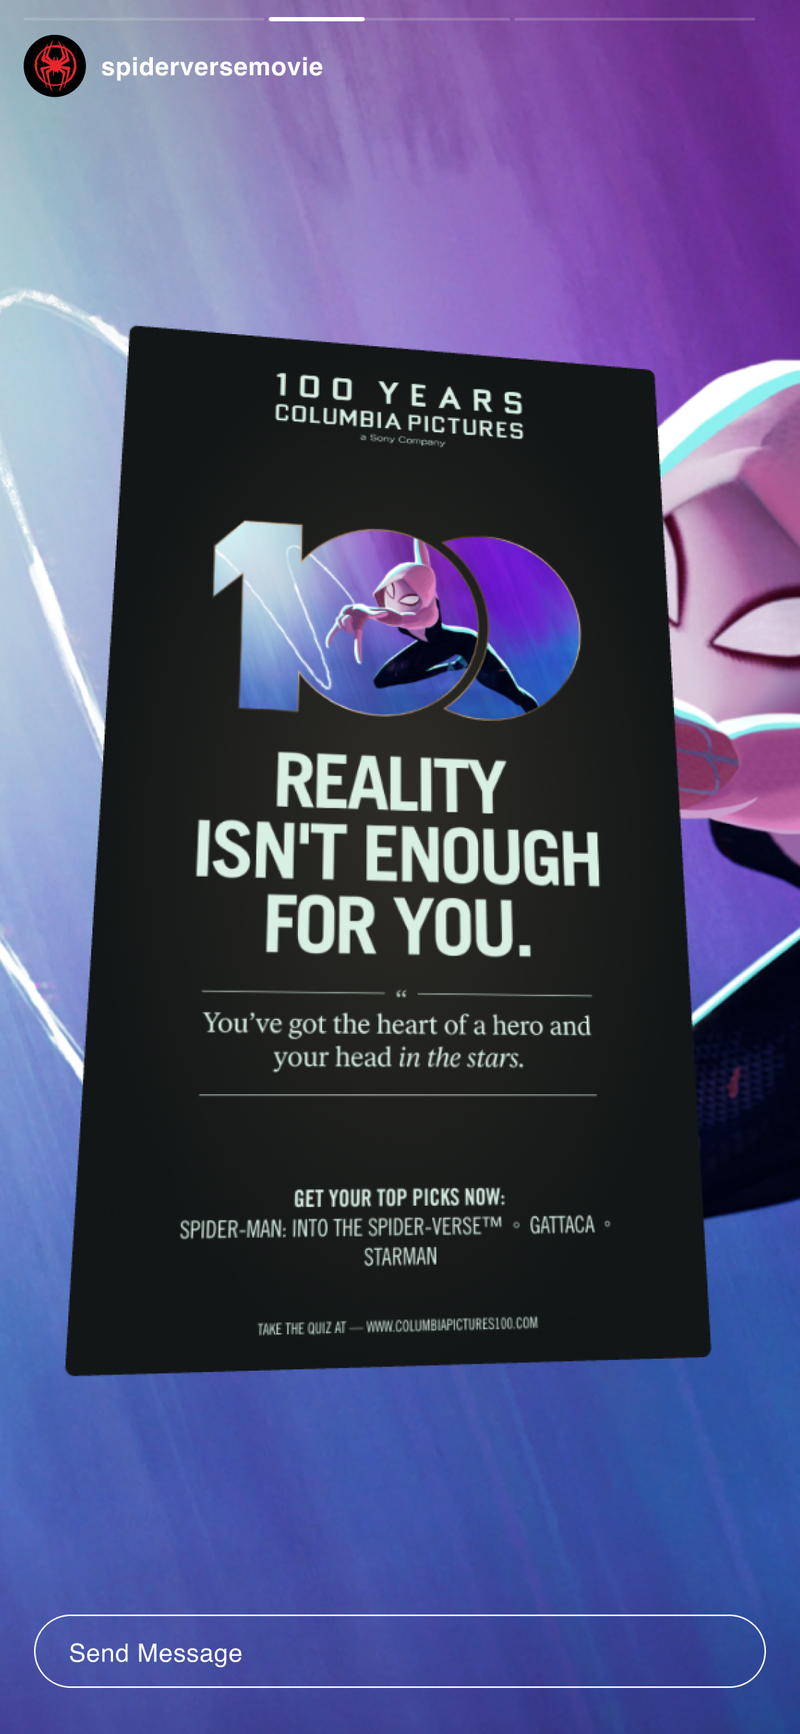 spiderversemovie
100 YEARS
COLUMBIA PICTURES
a Sony Company
100
REALITY
ISN'T ENOUGH
FOR YOU.
“
You’ve got the heart of a hero and
your head in the stars.
GET YOUR TOP PICKS NOW:
SPIDER-MAN: INTO THE SPIDER-VERSE™ ◦ GATTACA ◦
STARMAN
TAKE THE QUIZ AT — WWW.COLUMBIAPICTURES100.COM
Send Message